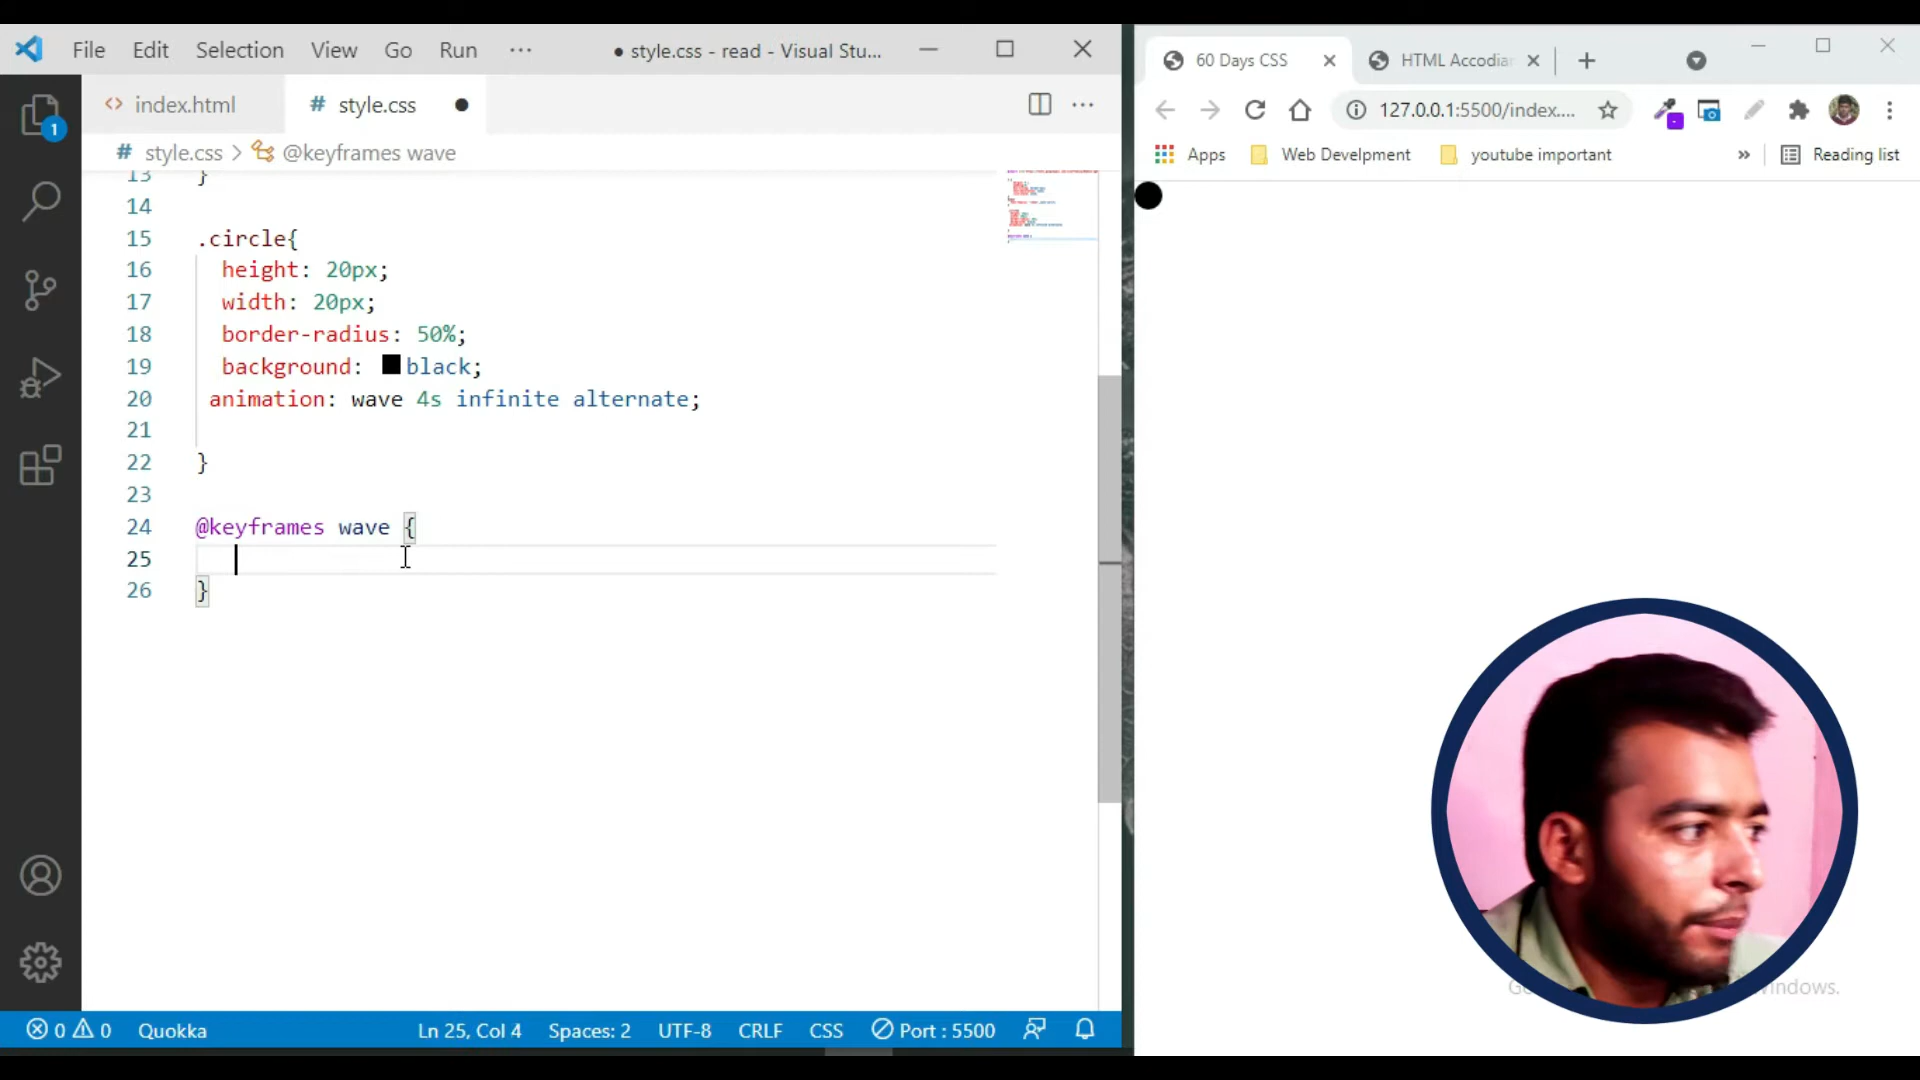 File Edit Selection View Go Run ··· ● style.css - read - Visual Stu...
index.html # style.css ●
# style.css > @keyframes wave
13 }
14
15 .circle{
16 height: 20px;
17 width: 20px;
18 border-radius: 50%;
19 background: black;
20 animation: wave 4s infinite alternate;
21
22 }
23
24 @keyframes wave {
25
26 }
0 0 Quokka Ln 25, Col 4 Spaces: 2 UTF-8 CRLF CSS Port : 5500
1
60 Days CSS HTML Accodia
127.0.0.1:5500/index....
Apps Web Develpment youtube important » Reading list